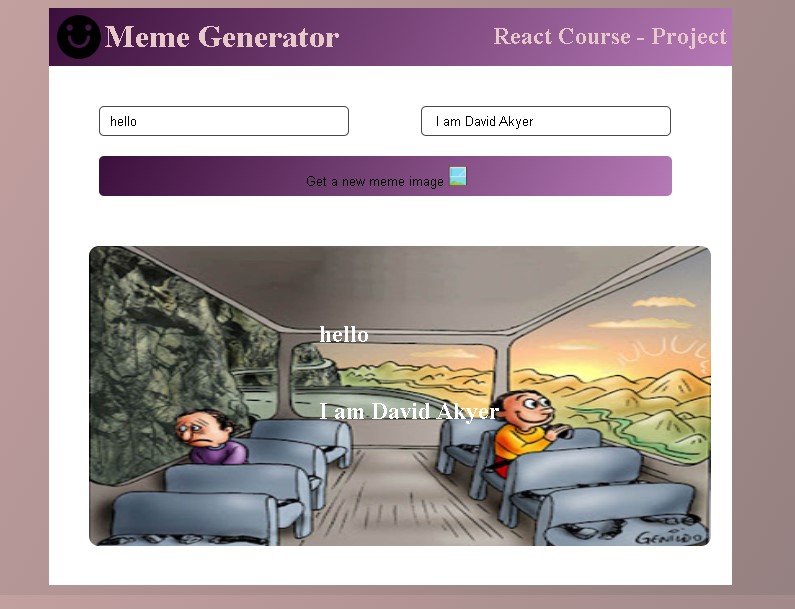 Meme Generator
React Course - Project
hello
I am David Akyer
Get a new meme image
hello
I am David Akyer
GENILDO